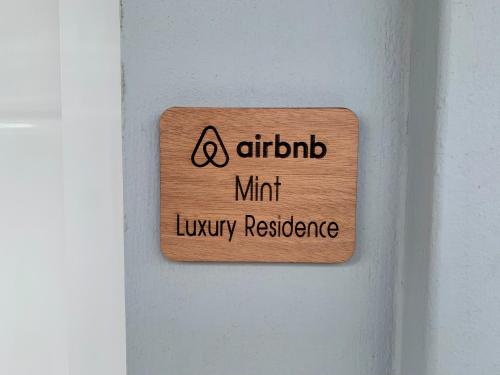 airbnb
Mint
Luxury Residence